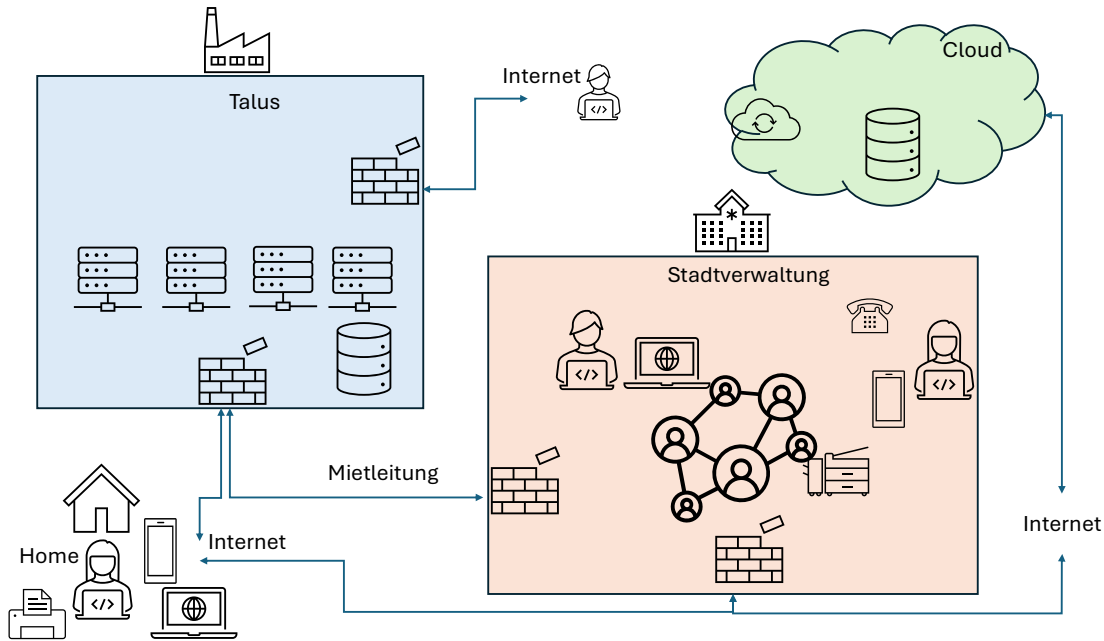 Talus
Internet
Cloud
Stadtverwaltung
Mietleitung
Internet
Home
Internet